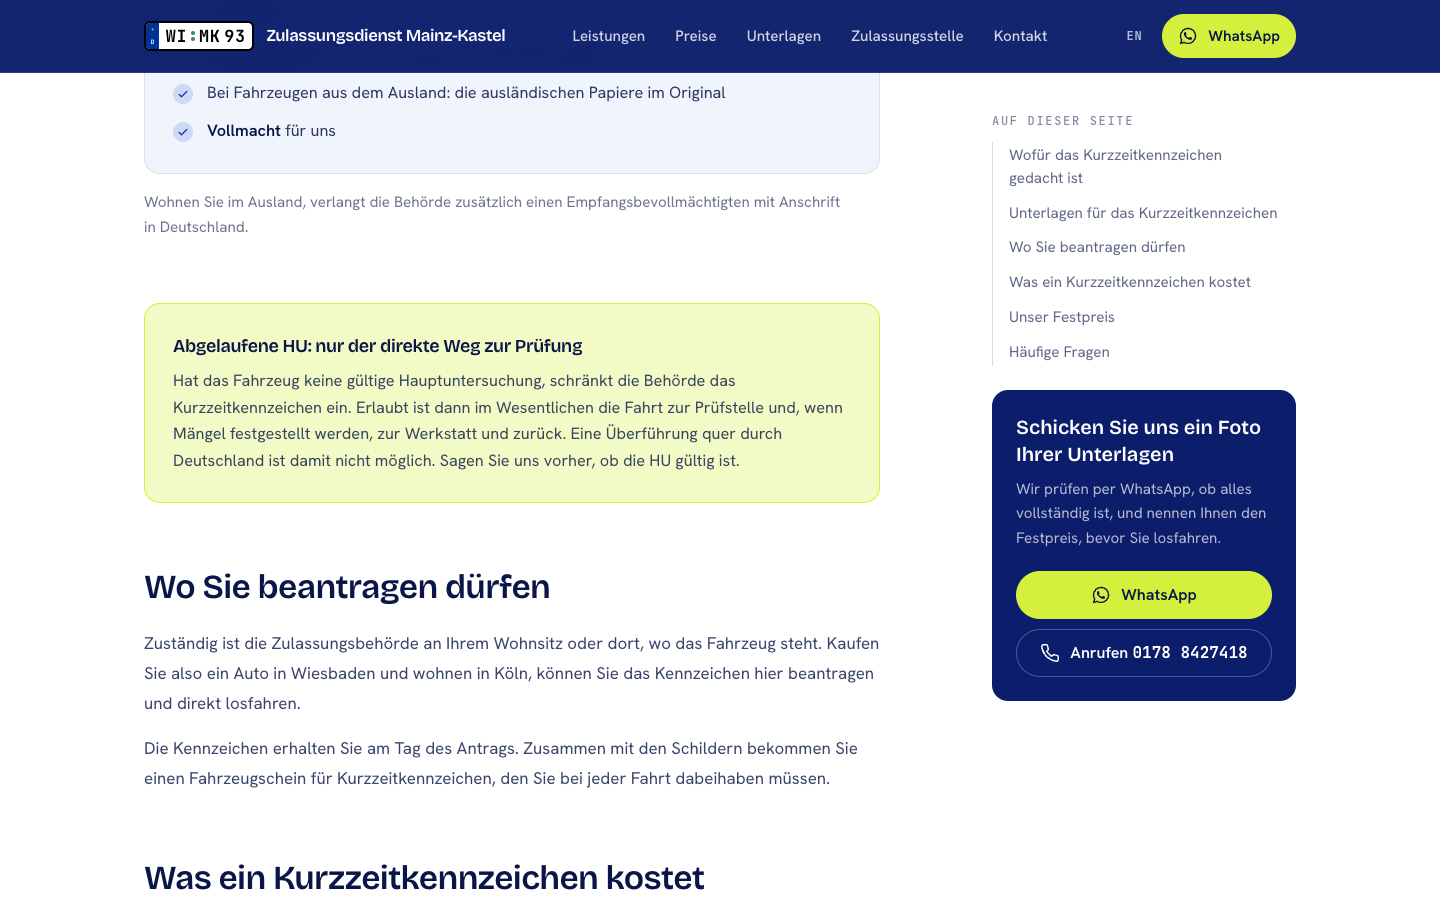 WI:MK 93
Zulassungsdienst Mainz-Kastel
Leistungen
Preise
Unterlagen
Zulassungsstelle
Kontakt
EN
WhatsApp
Bei Fahrzeugen aus dem Ausland: die ausländischen Papiere im Original
Vollmacht für uns
Wohnen Sie im Ausland, verlangt die Behörde zusätzlich einen Empfangsbevollmächtigten mit Anschrift
in Deutschland.
Abgelaufene HU: nur der direkte Weg zur Prüfung
Hat das Fahrzeug keine gültige Hauptuntersuchung, schränkt die Behörde das
Kurzzeitkennzeichen ein. Erlaubt ist dann im Wesentlichen die Fahrt zur Prüfstelle und, wenn
Mängel festgestellt werden, zur Werkstatt und zurück. Eine Überführung quer durch
Deutschland ist damit nicht möglich. Sagen Sie uns vorher, ob die HU gültig ist.
Wo Sie beantragen dürfen
Zuständig ist die Zulassungsbehörde an Ihrem Wohnsitz oder dort, wo das Fahrzeug steht. Kaufen
Sie also ein Auto in Wiesbaden und wohnen in Köln, können Sie das Kennzeichen hier beantragen
und direkt losfahren.
Die Kennzeichen erhalten Sie am Tag des Antrags. Zusammen mit den Schildern bekommen Sie
einen Fahrzeugschein für Kurzzeitkennzeichen, den Sie bei jeder Fahrt dabeihaben müssen.
Was ein Kurzzeitkennzeichen kostet
AUF DIESER SEITE
Wofür das Kurzzeitkennzeichen
gedacht ist
Unterlagen für das Kurzzeitkennzeichen
Wo Sie beantragen dürfen
Was ein Kurzzeitkennzeichen kostet
Unser Festpreis
Häufige Fragen
Schicken Sie uns ein Foto
Ihrer Unterlagen
Wir prüfen per WhatsApp, ob alles
vollständig ist, und nennen Ihnen den
Festpreis, bevor Sie losfahren.
WhatsApp
Anrufen 0178 8427418